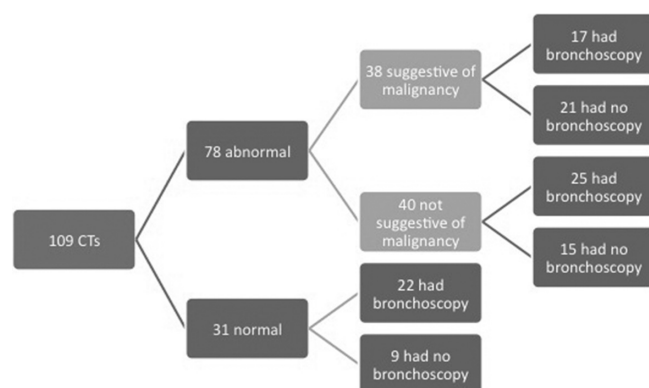 109 CTs
78 abnormal
38 suggestive of
malignancy
17 had
bronchoscopy
21 had no
bronchoscopy
40 not
suggestive of
malignancy
25 had
bronchoscopy
15 had no
bronchoscopy
31 normal
22 had
bronchoscopy
9 had no
bronchoscopy